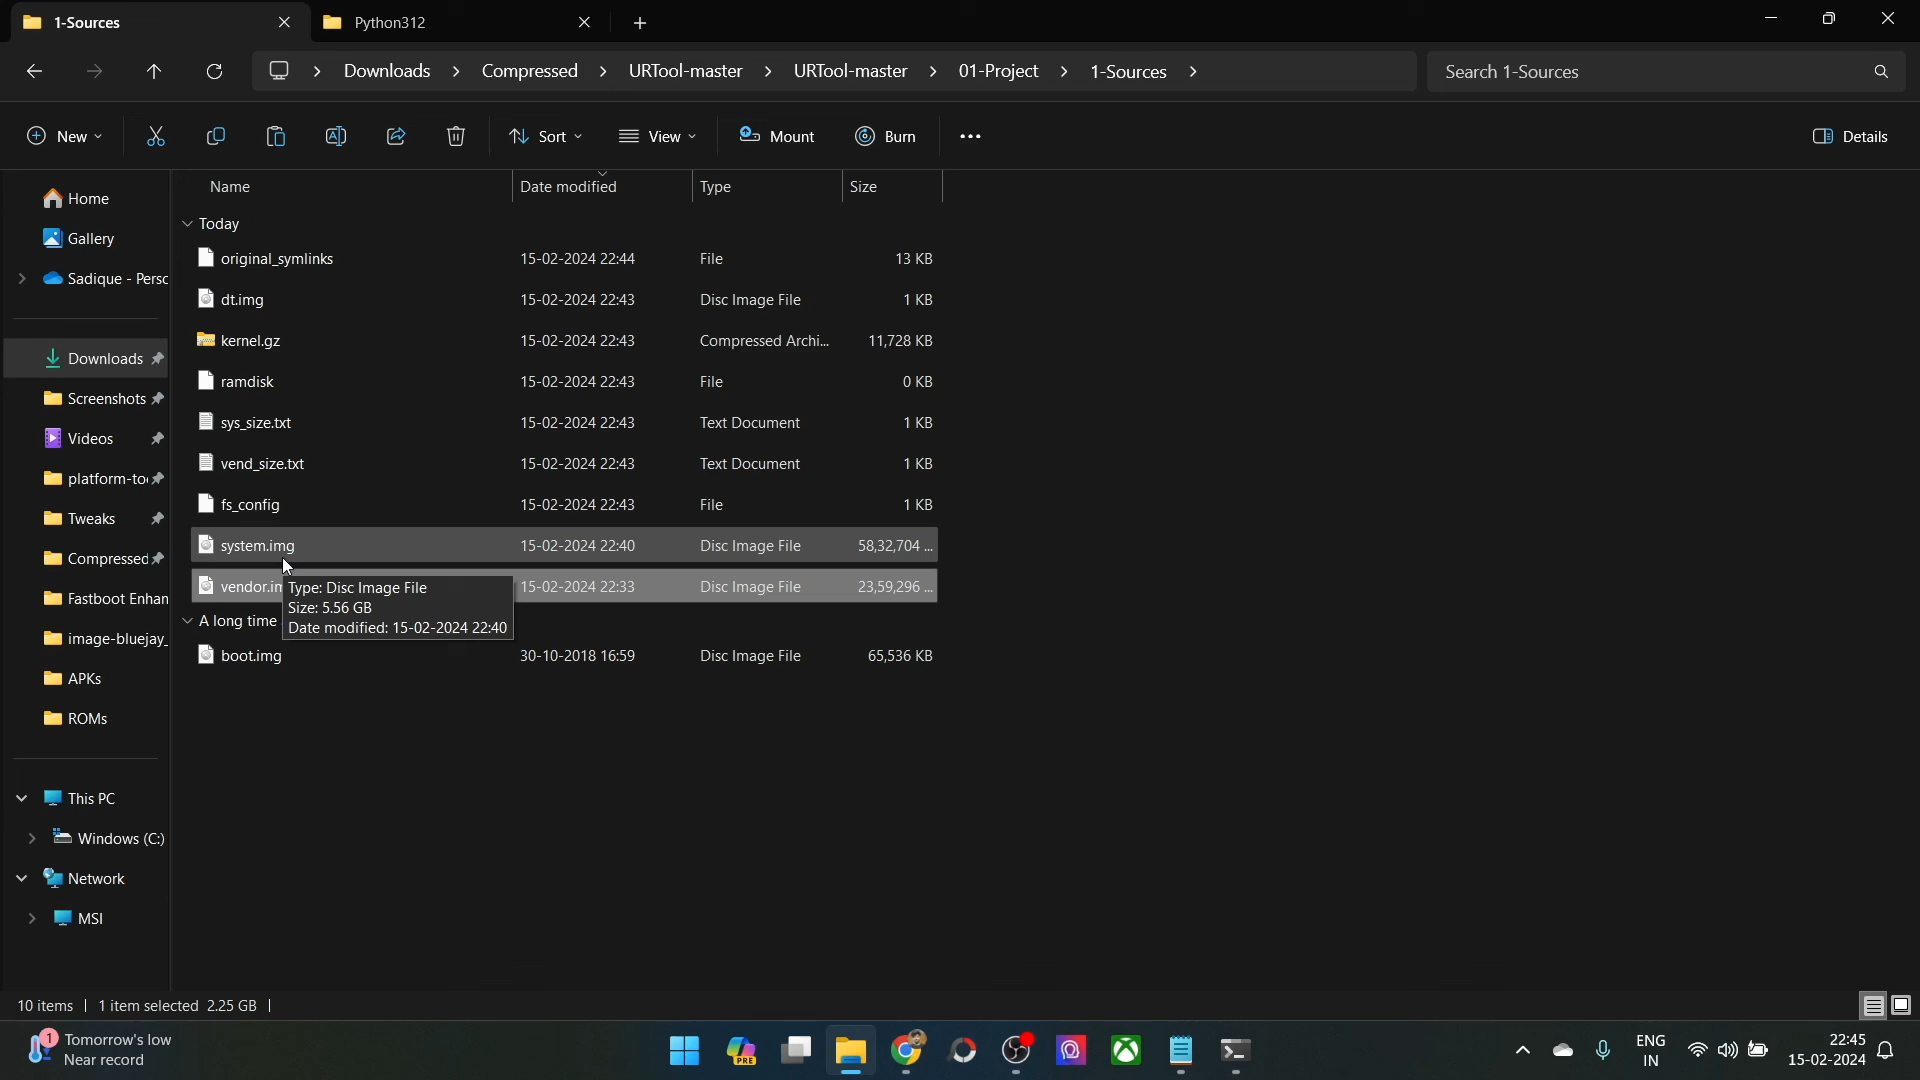 1-Sources
Python312
Downloads > Compressed > URTool-master > URTool-master > 01-Project > 1-Sources >
Search 1-Sources
New
Sort
View
Mount
Burn
Details
Name Date modified Type Size
Today
original_symlinks 15-02-2024 22:44 File 13 KB
dt.img 15-02-2024 22:43 Disc Image File 1 KB
kernel.gz 15-02-2024 22:43 Compressed Archi... 11,728 KB
ramdisk 15-02-2024 22:43 File 0 KB
sys_size.txt 15-02-2024 22:43 Text Document 1 KB
vend_size.txt 15-02-2024 22:43 Text Document 1 KB
fs_config 15-02-2024 22:43 File 1 KB
system.img 15-02-2024 22:40 Disc Image File 58,32,704 ...
vendor.im 15-02-2024 22:33 Disc Image File 23,59,296 ...
Type: Disc Image File
Size: 5.56 GB
Date modified: 15-02-2024 22:40
A long time
boot.img 30-10-2018 16:59 Disc Image File 65,536 KB
Home
Gallery
Sadique - Persc
Downloads
Screenshots
Videos
platform-too
Tweaks
Compressed
Fastboot Enhan
image-bluejay_
APKs
ROMs
This PC
Windows (C:)
Network
MSI
10 items 1 item selected 2.25 GB
1
Tomorrow's low
Near record
PRE
ENG
IN
22:45
15-02-2024